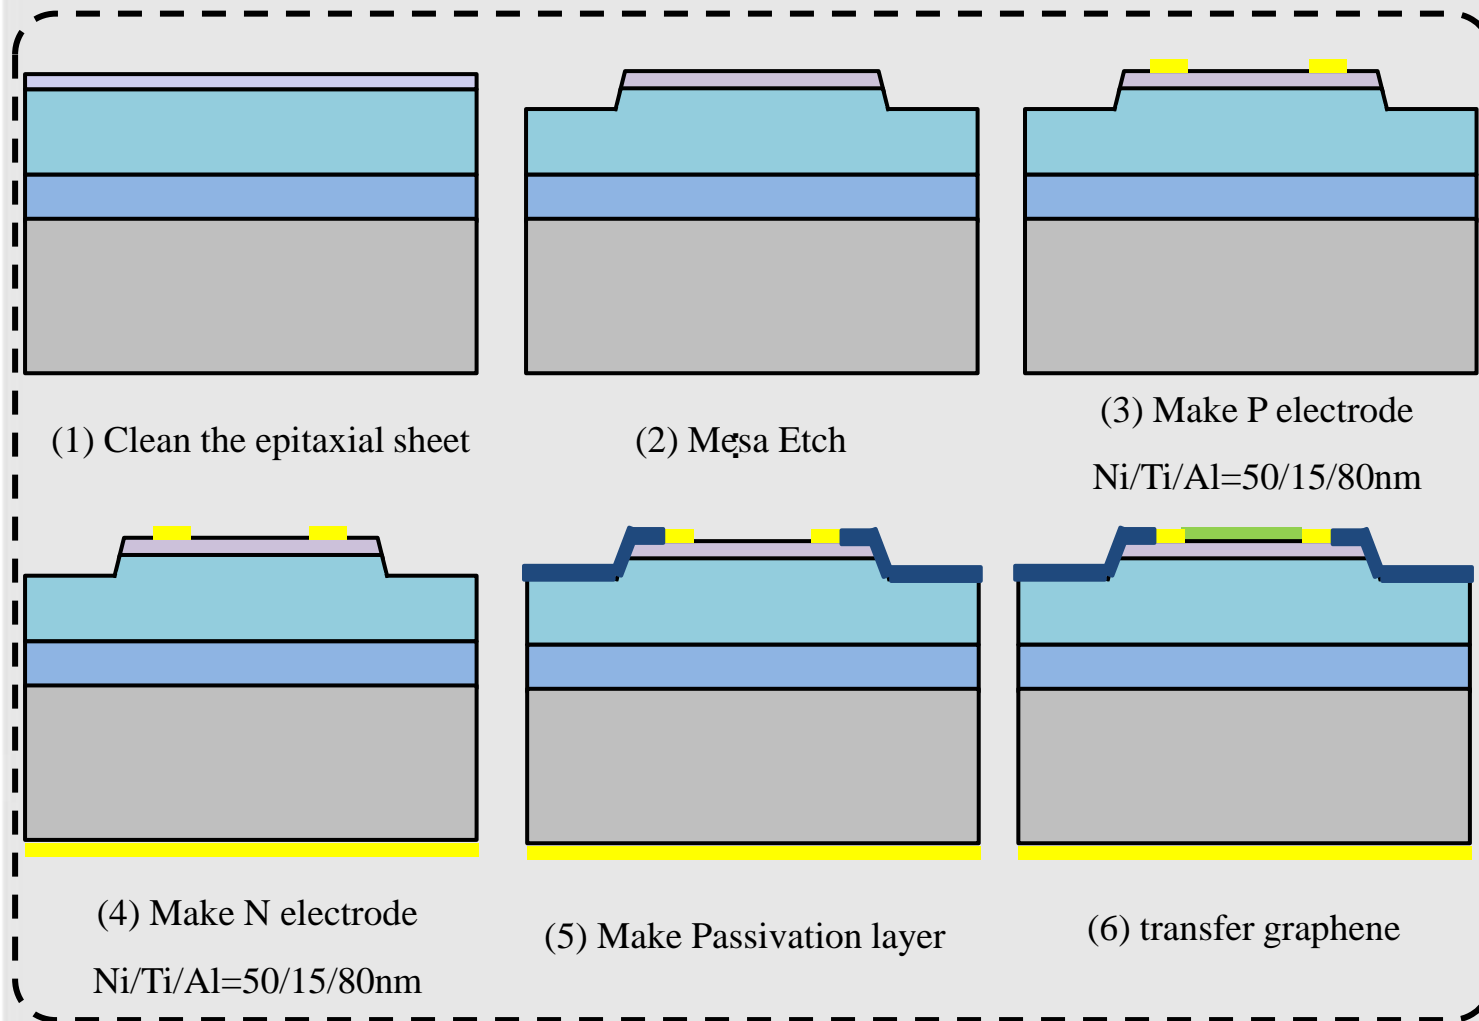 (1) Clean the epitaxial sheet
(2) Mesa Etch
(3) Make P electrode
Ni/Ti/Al=50/15/80nm
(4) Make N electrode
Ni/Ti/Al=50/15/80nm
(5) Make Passivation layer
(6) transfer graphene